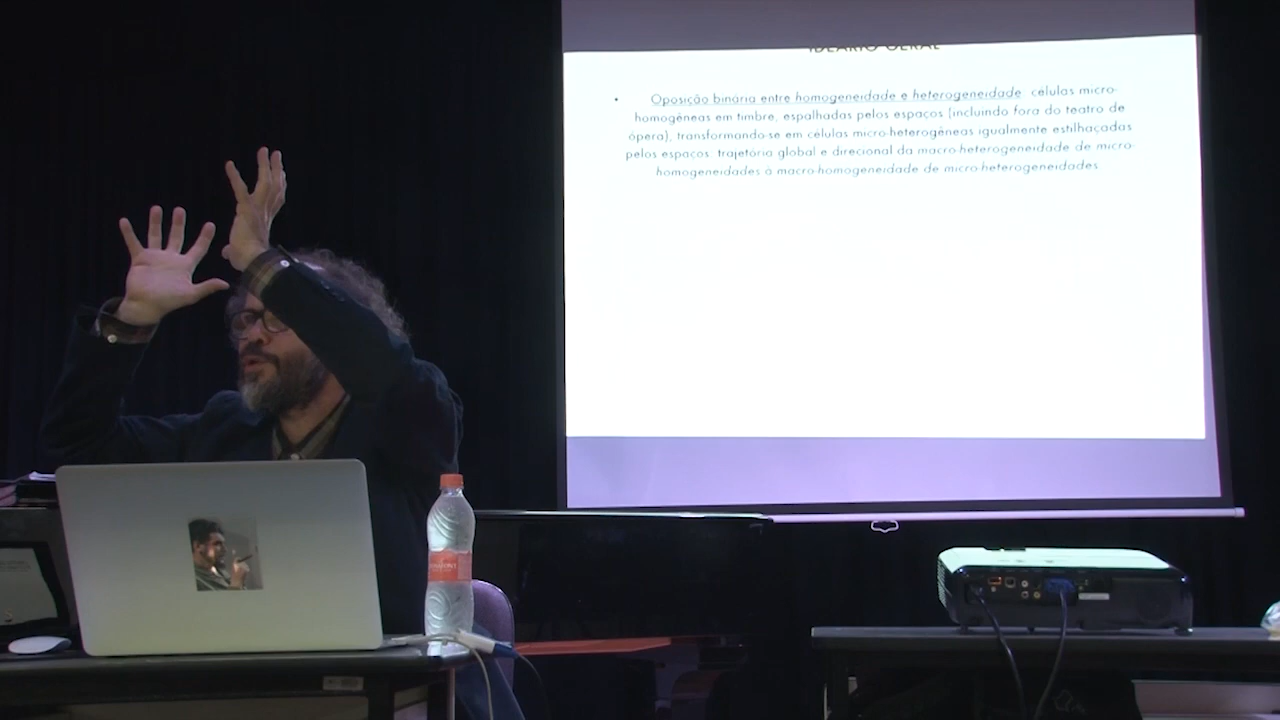 IDEÁRIO GERAL
• Oposição binária entre homogeneidade e heterogeneidade: células micro-
homogêneas em timbre, espalhadas pelos espaços (incluindo fora do teatro de
ópera), transformando-se em células micro-heterogêneas igualmente estilhaçadas
pelos espaços: trajetória global e direcional da macro-heterogeneidade de micro-
homogeneidades à macro-homogeneidade de micro-heterogeneidades